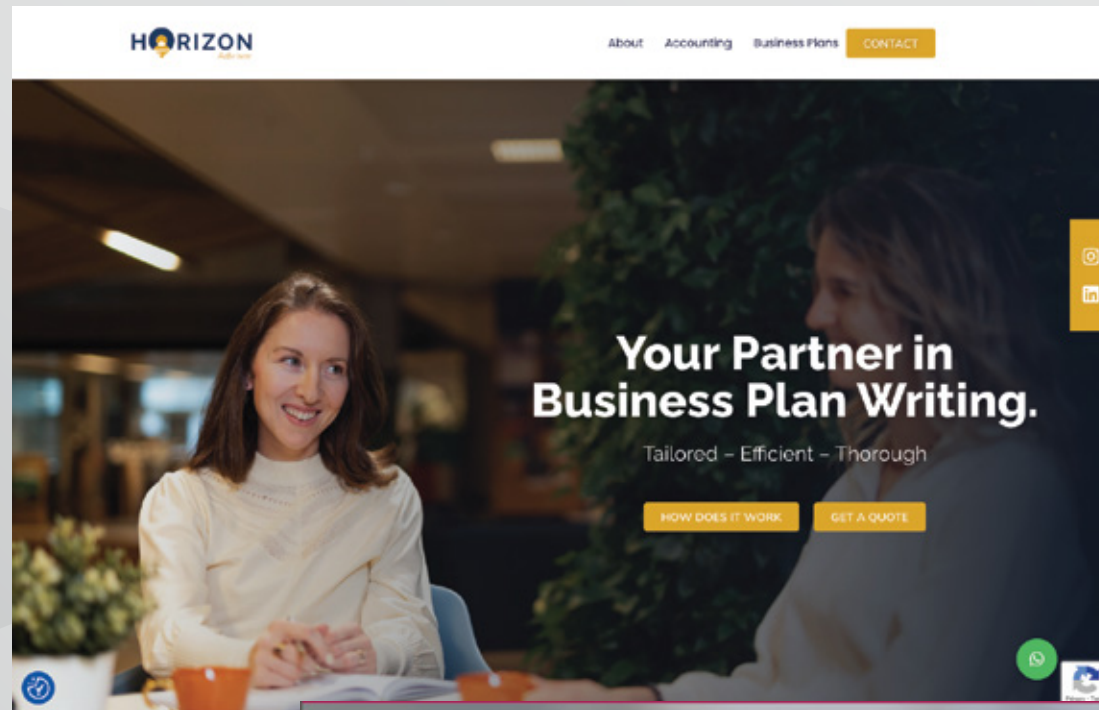 HORIZON
About Accounting Business Plans CONTACT
Your Partner in
Business Plan Writing.
Tailored – Efficient – Thorough
HOW DOES IT WORK GET A QUOTE